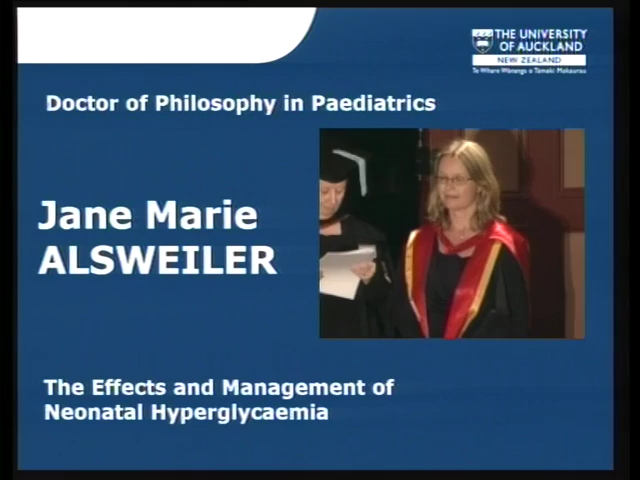 THE UNIVERSITY
OF AUCKLAND
NEW ZEALAND
Te Whare Wānanga o Tāmaki Makaurau
Doctor of Philosophy in Paediatrics
Jane Marie
ALSWEILER
The Effects and Management of
Neonatal Hyperglycaemia